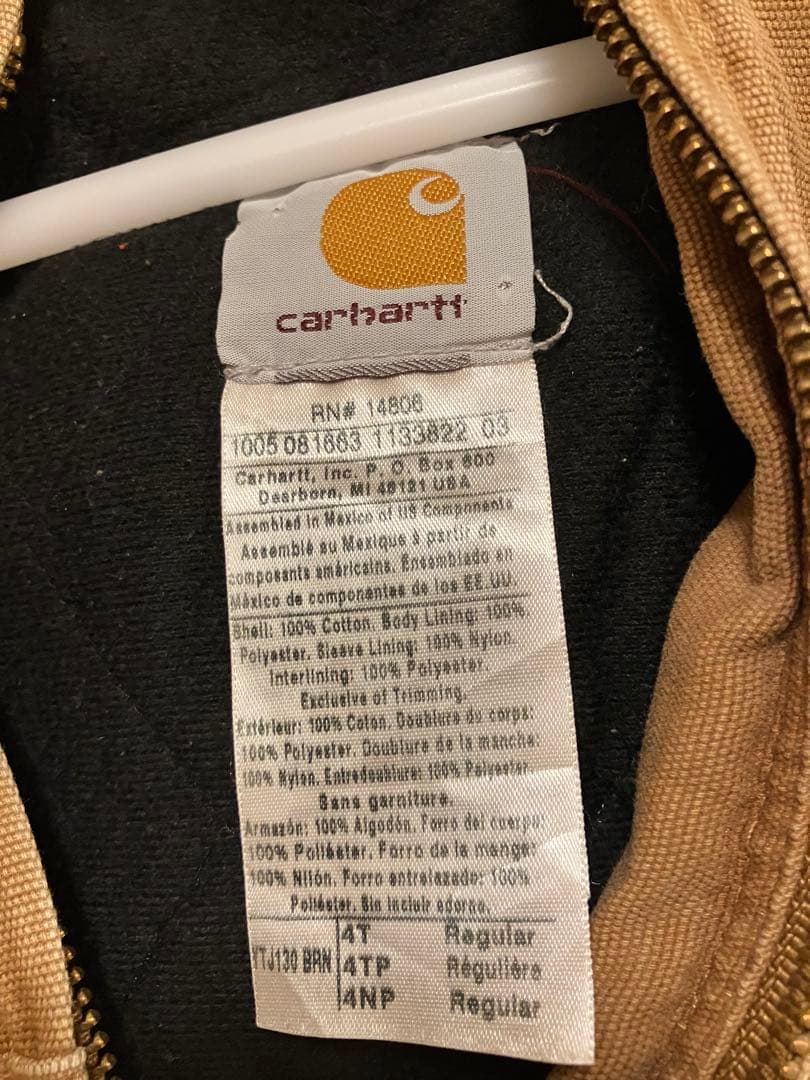 carhartt
RN# 14806
1005 081663 1133822 03
Carhartt, Inc. P.O. Box 600
Dearborn, MI 48121 USA
Assembled in Mexico of US Components
Assemblé au Mexique à partir de
composants américains. Ensamblado en
México de componentes de los EE.UU.
Shell: 100% Cotton. Body Lining: 100%
Polyester. Sleeve Lining: 100% Nylon.
Interlining: 100% Polyester.
Exclusive of Trimming.
Extérieur: 100% Coton. Doublure du corps:
100% Polyester. Doublure de la manche:
100% Nylon. Entredoublure: 100% Polyester.
Sans garniture.
Armazón: 100% Algodón. Forro del cuerpo:
100% Poliéster. Forro de la manga:
100% Nilón. Forro entrelazado: 100%
Poliéster. Sin incluir adorno.
YTJ130 BRN
4T Regular
4TP Régulière
4NP Regular